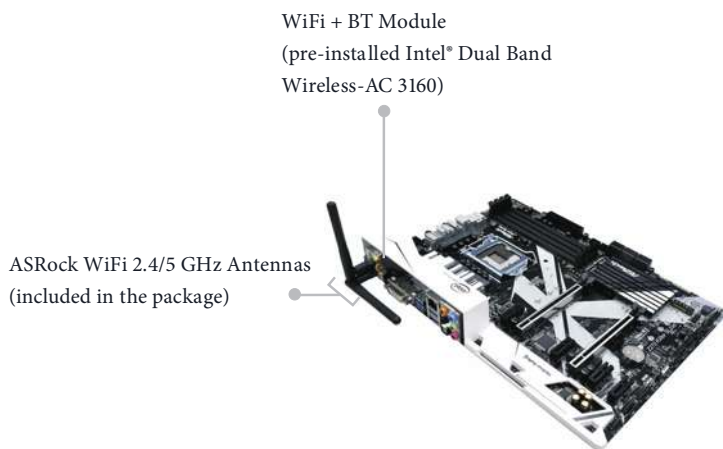 WiFi + BT Module
(pre-installed Intel® Dual Band
Wireless-AC 3160)
ASRock WiFi 2.4/5 GHz Antennas
(included in the package)